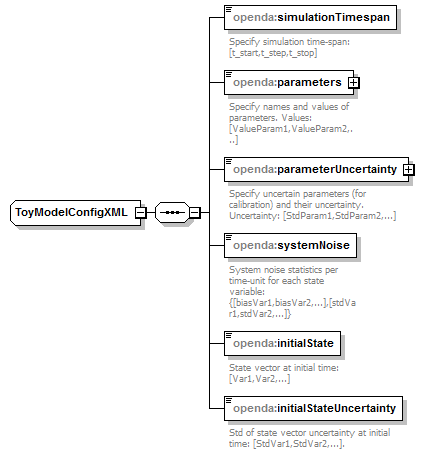 openda:simulationTimespan
Specify simulation time-span:
[t_start,t_step,t_stop]
openda:parameters
Specify names and values of
parameters. Values:
[ValueParam1,ValueParam2,.
..]
openda:parameterUncertainty
Specify uncertain parameters (for
calibration) and their uncertainty.
Uncertainty: [StdParam1,StdParam2,...]
ToyModelConfigXML
openda:systemNoise
System noise statistics per
time-unit for each state
variable:
{[biasVar1,biasVar2,...],[stdVa
r1,stdVar2,...]}
openda:initialState
State vector at initial time:
[Var1,Var2,...]
openda:initialStateUncertainty
Std of state vector uncertainty at initial
time: [StdVar1,StdVar2,...].